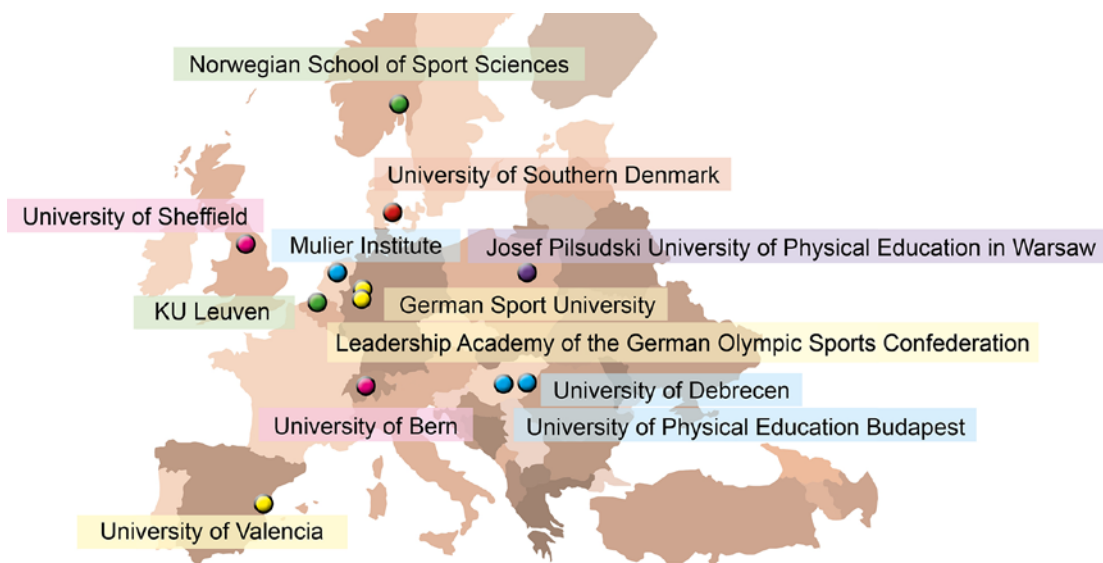 Norwegian School of Sport Sciences
University of Southern Denmark
University of Sheffield
Mulier Institute
Josef Pilsudski University of Physical Education in Warsaw
KU Leuven
German Sport University
Leadership Academy of the German Olympic Sports Confederation
University of Debrecen
University of Bern
University of Physical Education Budapest
University of Valencia